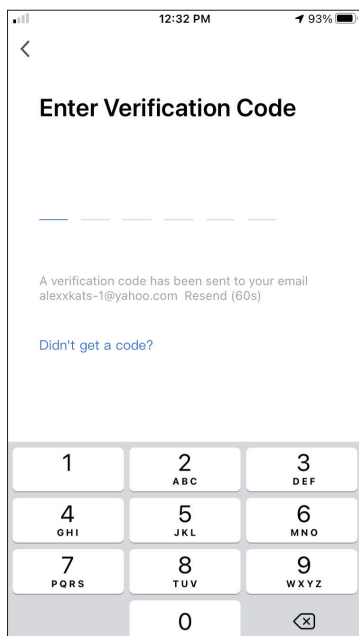 12:32 PM 93%
Enter Verification Code
A verification code has been sent to your email
alexxkats-1@yahoo.com Resend (60s)
Didn't get a code?
1 2 3
ABC DEF
4 5 6
GHI JKL MNO
7 8 9
PQRS TUV WXYZ
0